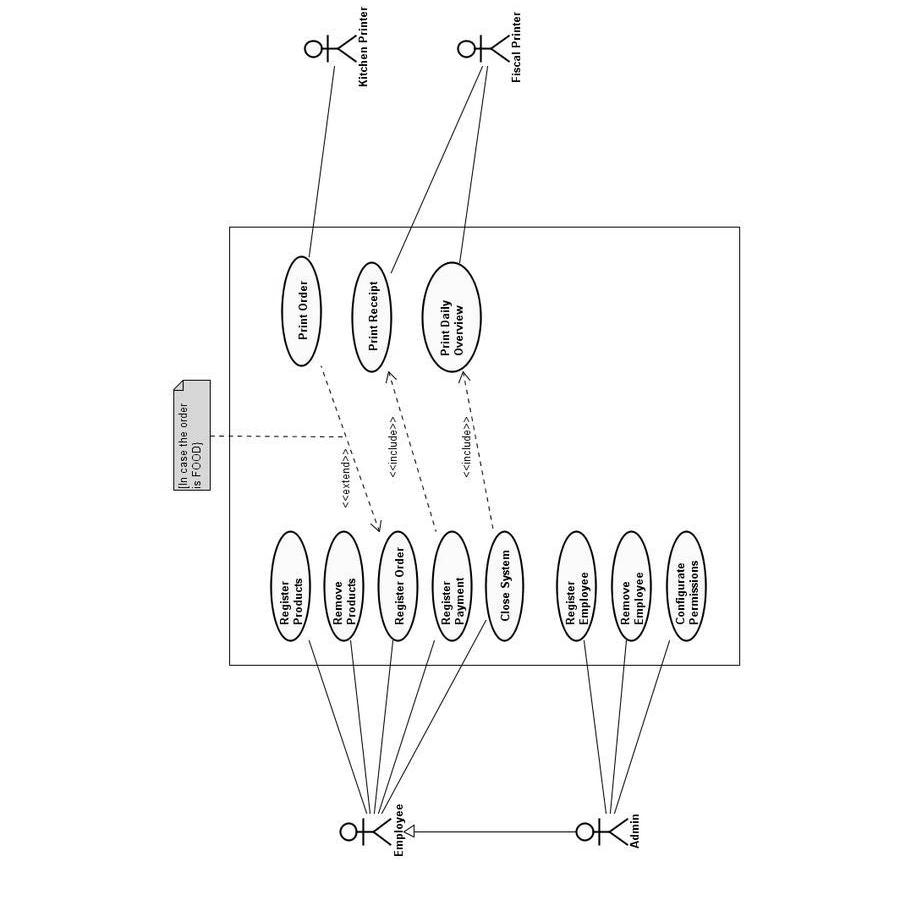 [In case the order
is FOOD]
Employee
Admin
Register
Products
Remove
Products
Register Order
Register
Payment
Close System
Register
Employee
Remove
Employee
Configurate
Permissions
<<extend>>
<<include>>
<<include>>
Print Order
Print Receipt
Print Daily
Overview
Kitchen Printer
Fiscal Printer